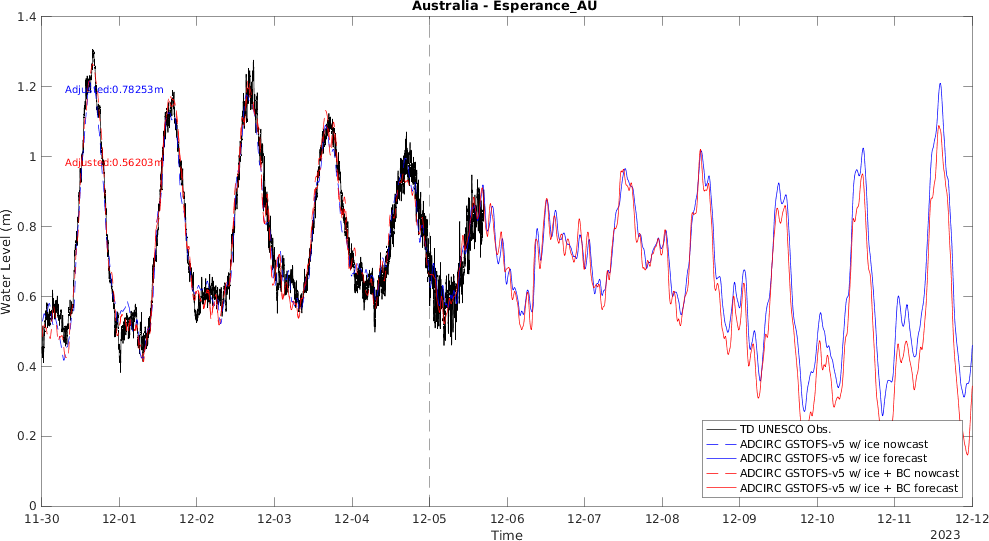 Australia - Esperance_AU
1.4
1.2
1
0.8
0.6
0.4
0.2
0
Water Level (m)
Adjusted:0.78253m
Adjusted:0.56203m
TD UNESCO Obs.
ADCIRC GSTOFS-v5 w/ ice nowcast
ADCIRC GSTOFS-v5 w/ ice forecast
ADCIRC GSTOFS-v5 w/ ice + BC nowcast
ADCIRC GSTOFS-v5 w/ ice + BC forecast
11-30 12-01 12-02 12-03 12-04 12-05 12-06 12-07 12-08 12-09 12-10 12-11 12-12
Time
2023